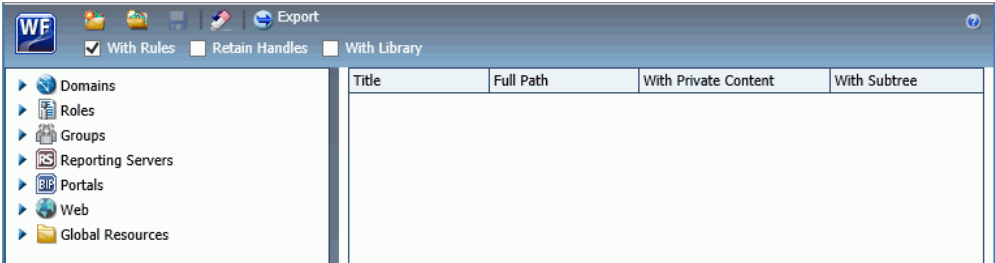 WF
Export
With Rules Retain Handles With Library
Title Full Path With Private Content With Subtree
Domains
Roles
Groups
RS Reporting Servers
BIP Portals
Web
Global Resources